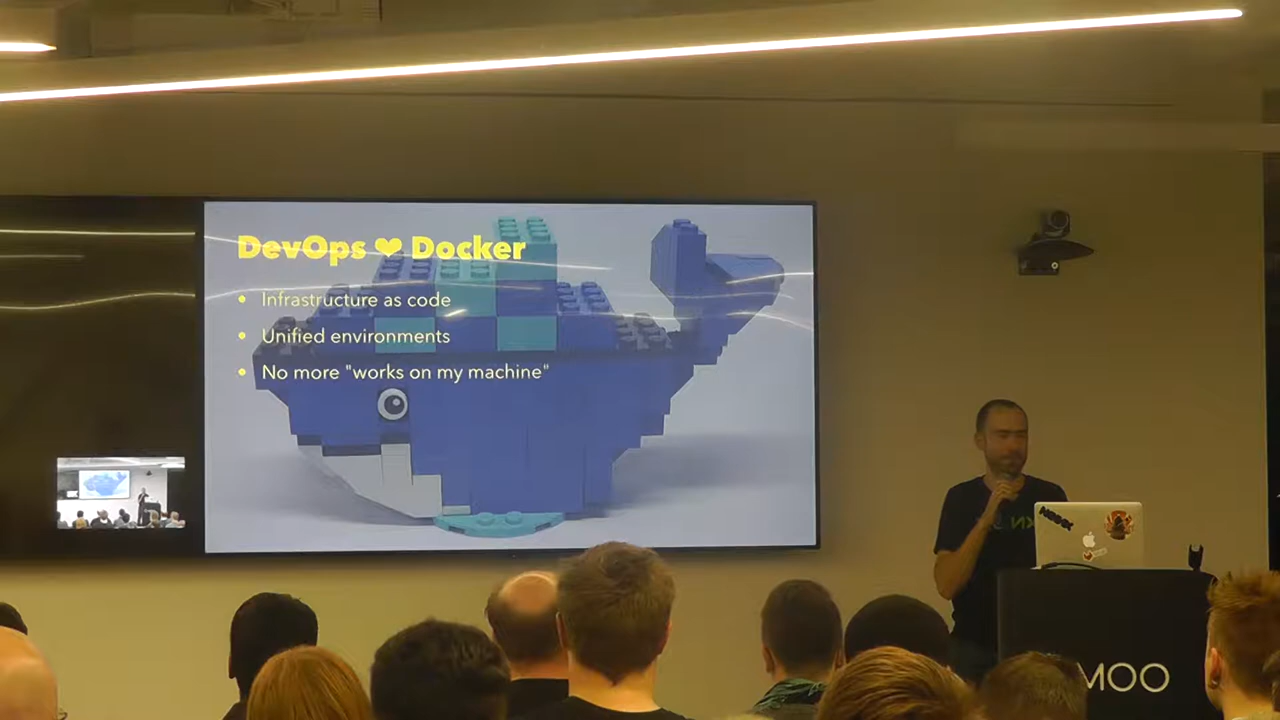 DevOps ❤ Docker
• Infrastructure as code
• Unified environments
• No more "works on my machine"
MOO